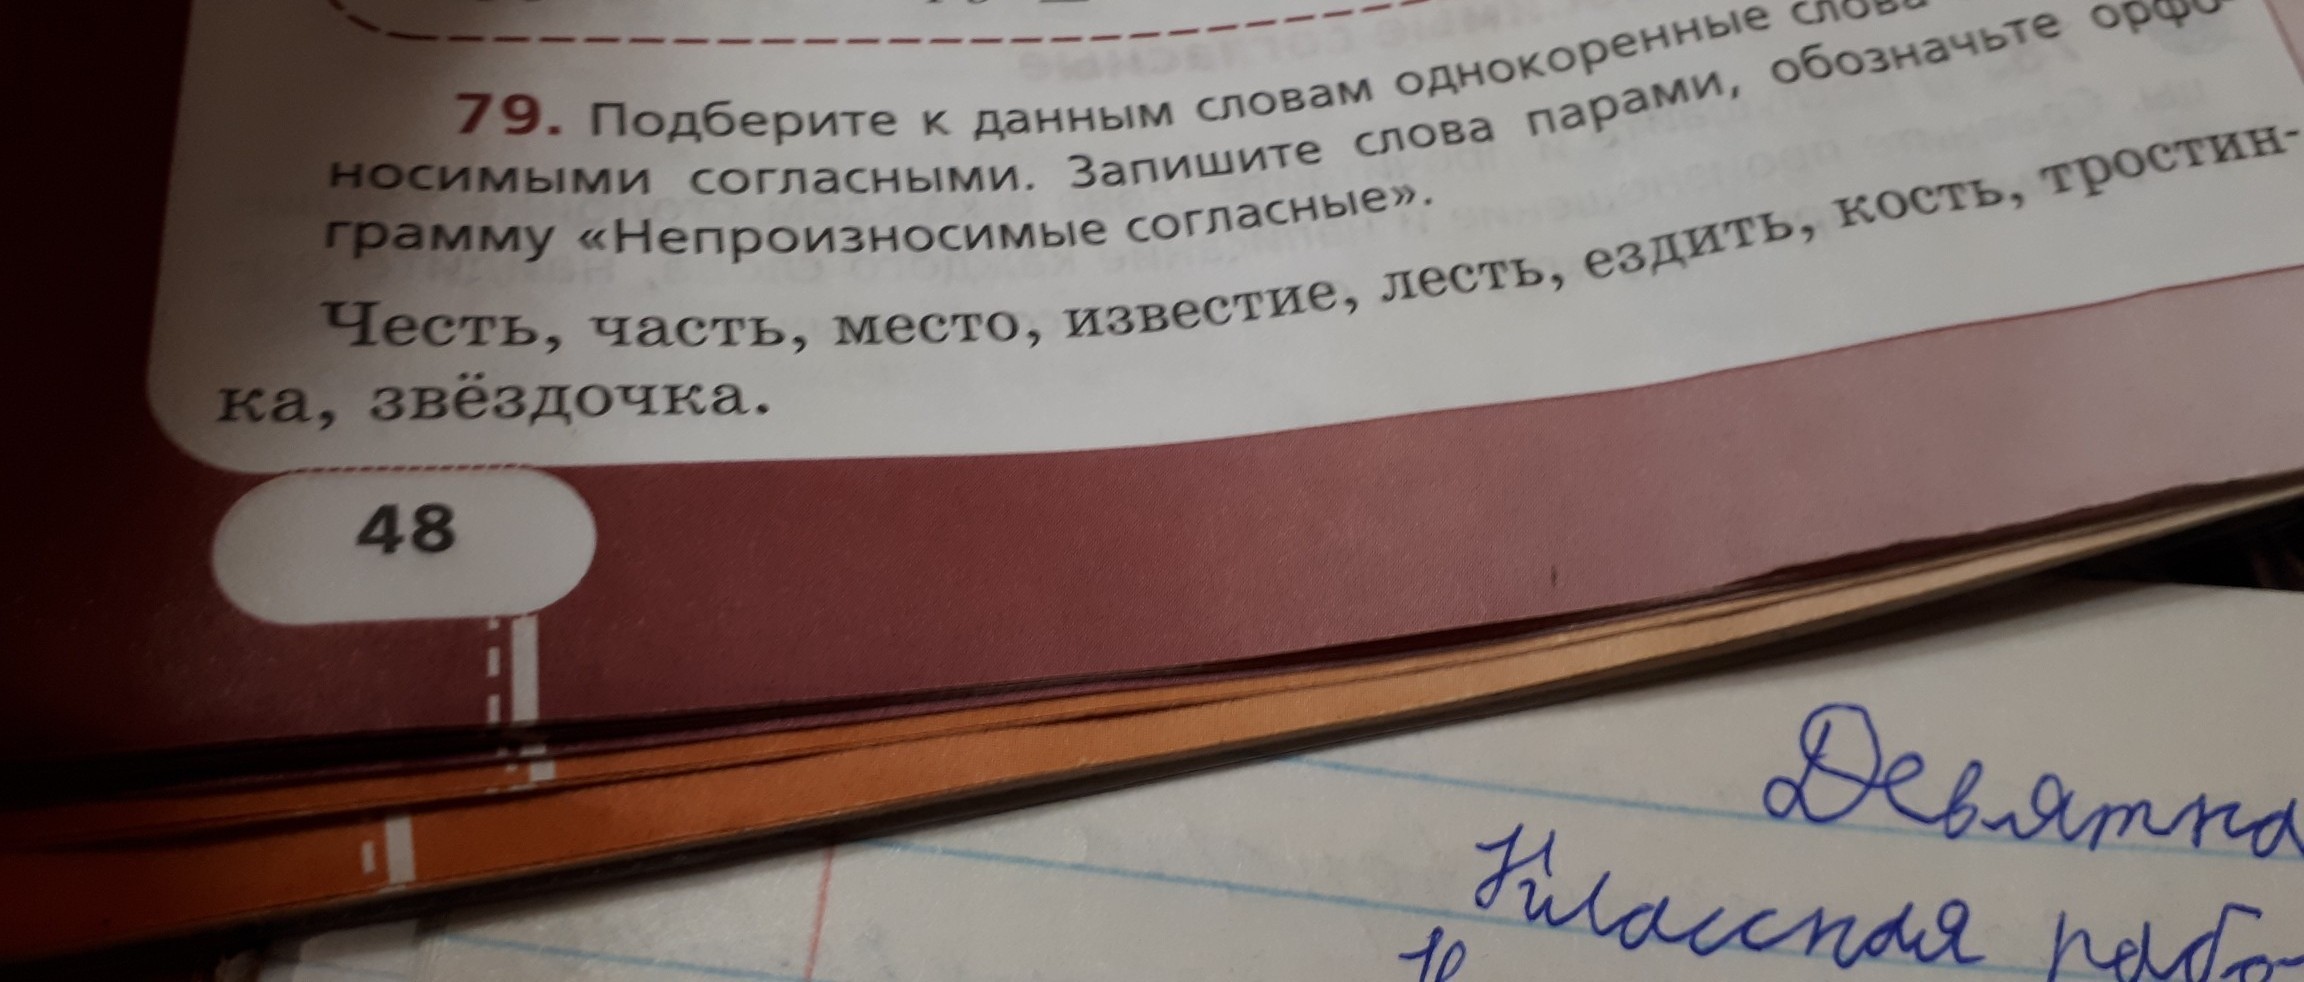 79. Подберите к данным словам однокоренные слова
носимыми согласными. Запишите слова парами, обозначьте орфо-
грамму «Непроизносимые согласные».
Честь, часть, место, известие, лесть, ездить, кость, тростин-
ка, звёздочка.
48
Девятна
Классная рабо-